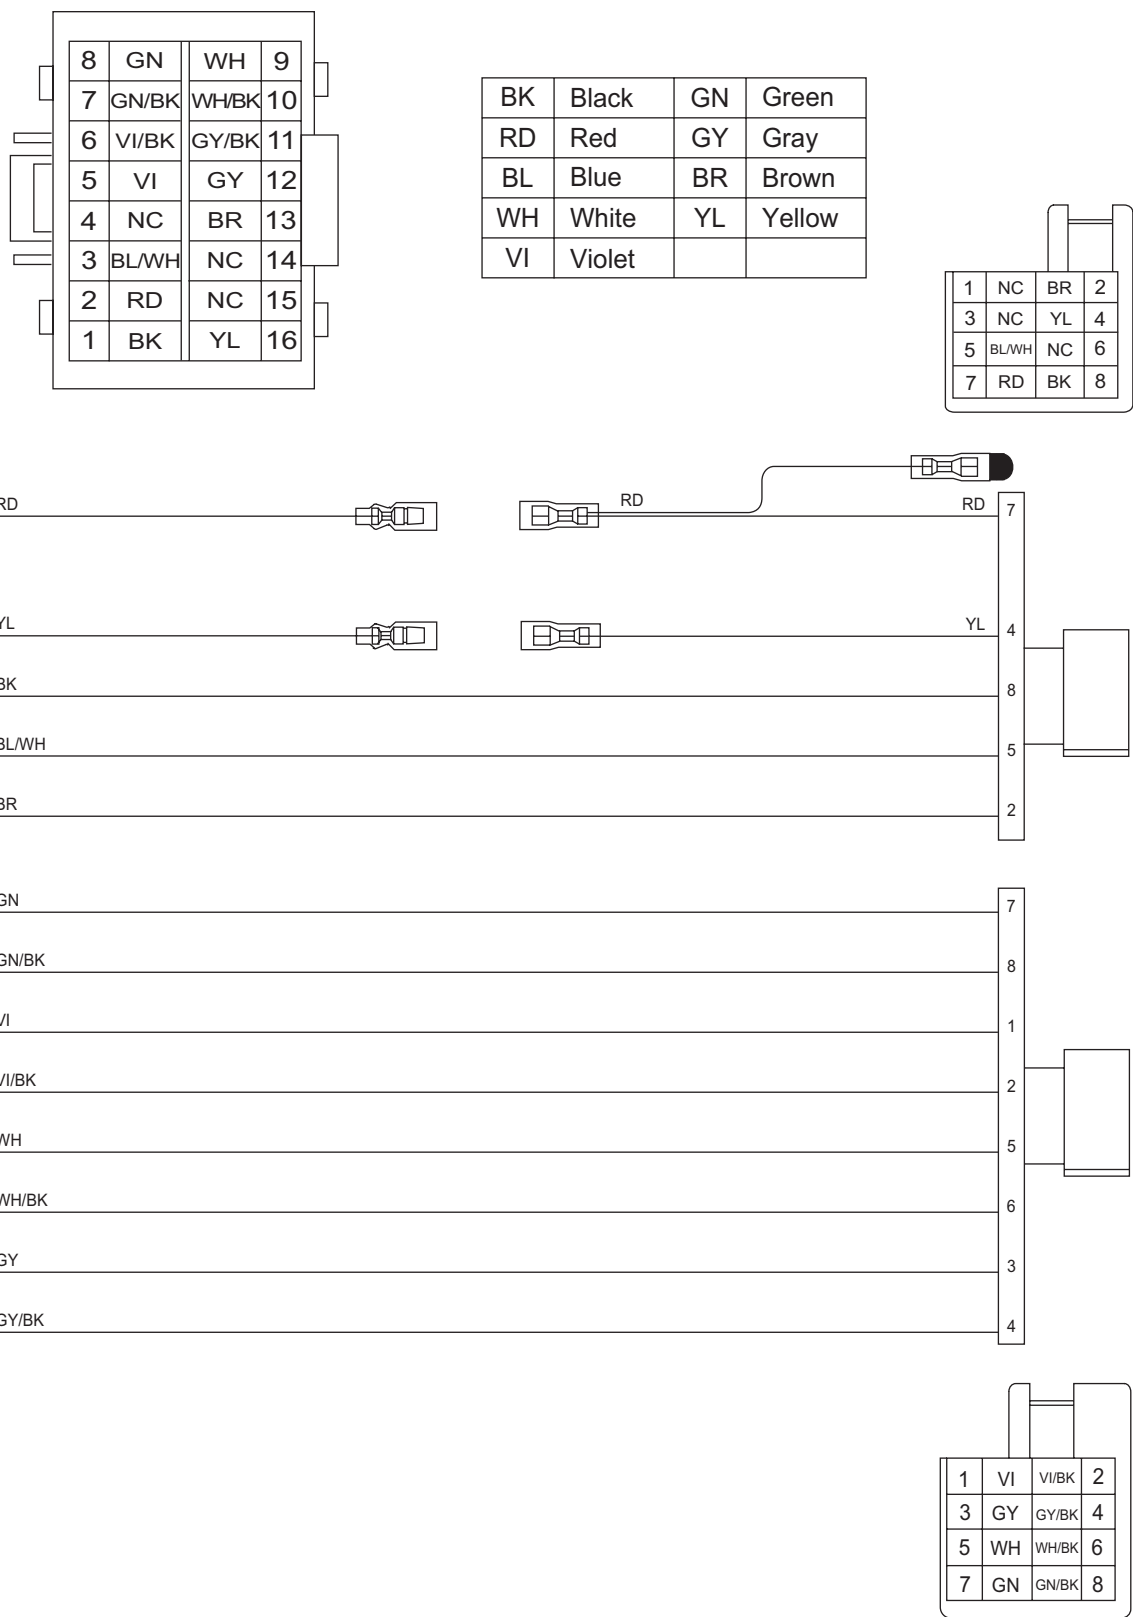 8 GN WH 9
7 GN/BK WH/BK 10
6 VI/BK GY/BK 11
5 VI GY 12
4 NC BR 13
3 BL/WH NC 14
2 RD NC 15
1 BK YL 16
BK Black GN Green
RD Red GY Gray
BL Blue BR Brown
WH White YL Yellow
VI Violet
1 NC BR 2
3 NC YL 4
5 BL/WH NC 6
7 RD BK 8
RD RD RD 7
YL YL 4
BK 8
BL/WH 5
BR 2
GN 7
GN/BK 8
VI 1
VI/BK 2
WH 5
WH/BK 6
GY 3
GY/BK 4
1 VI VI/BK 2
3 GY GY/BK 4
5 WH WH/BK 6
7 GN GN/BK 8